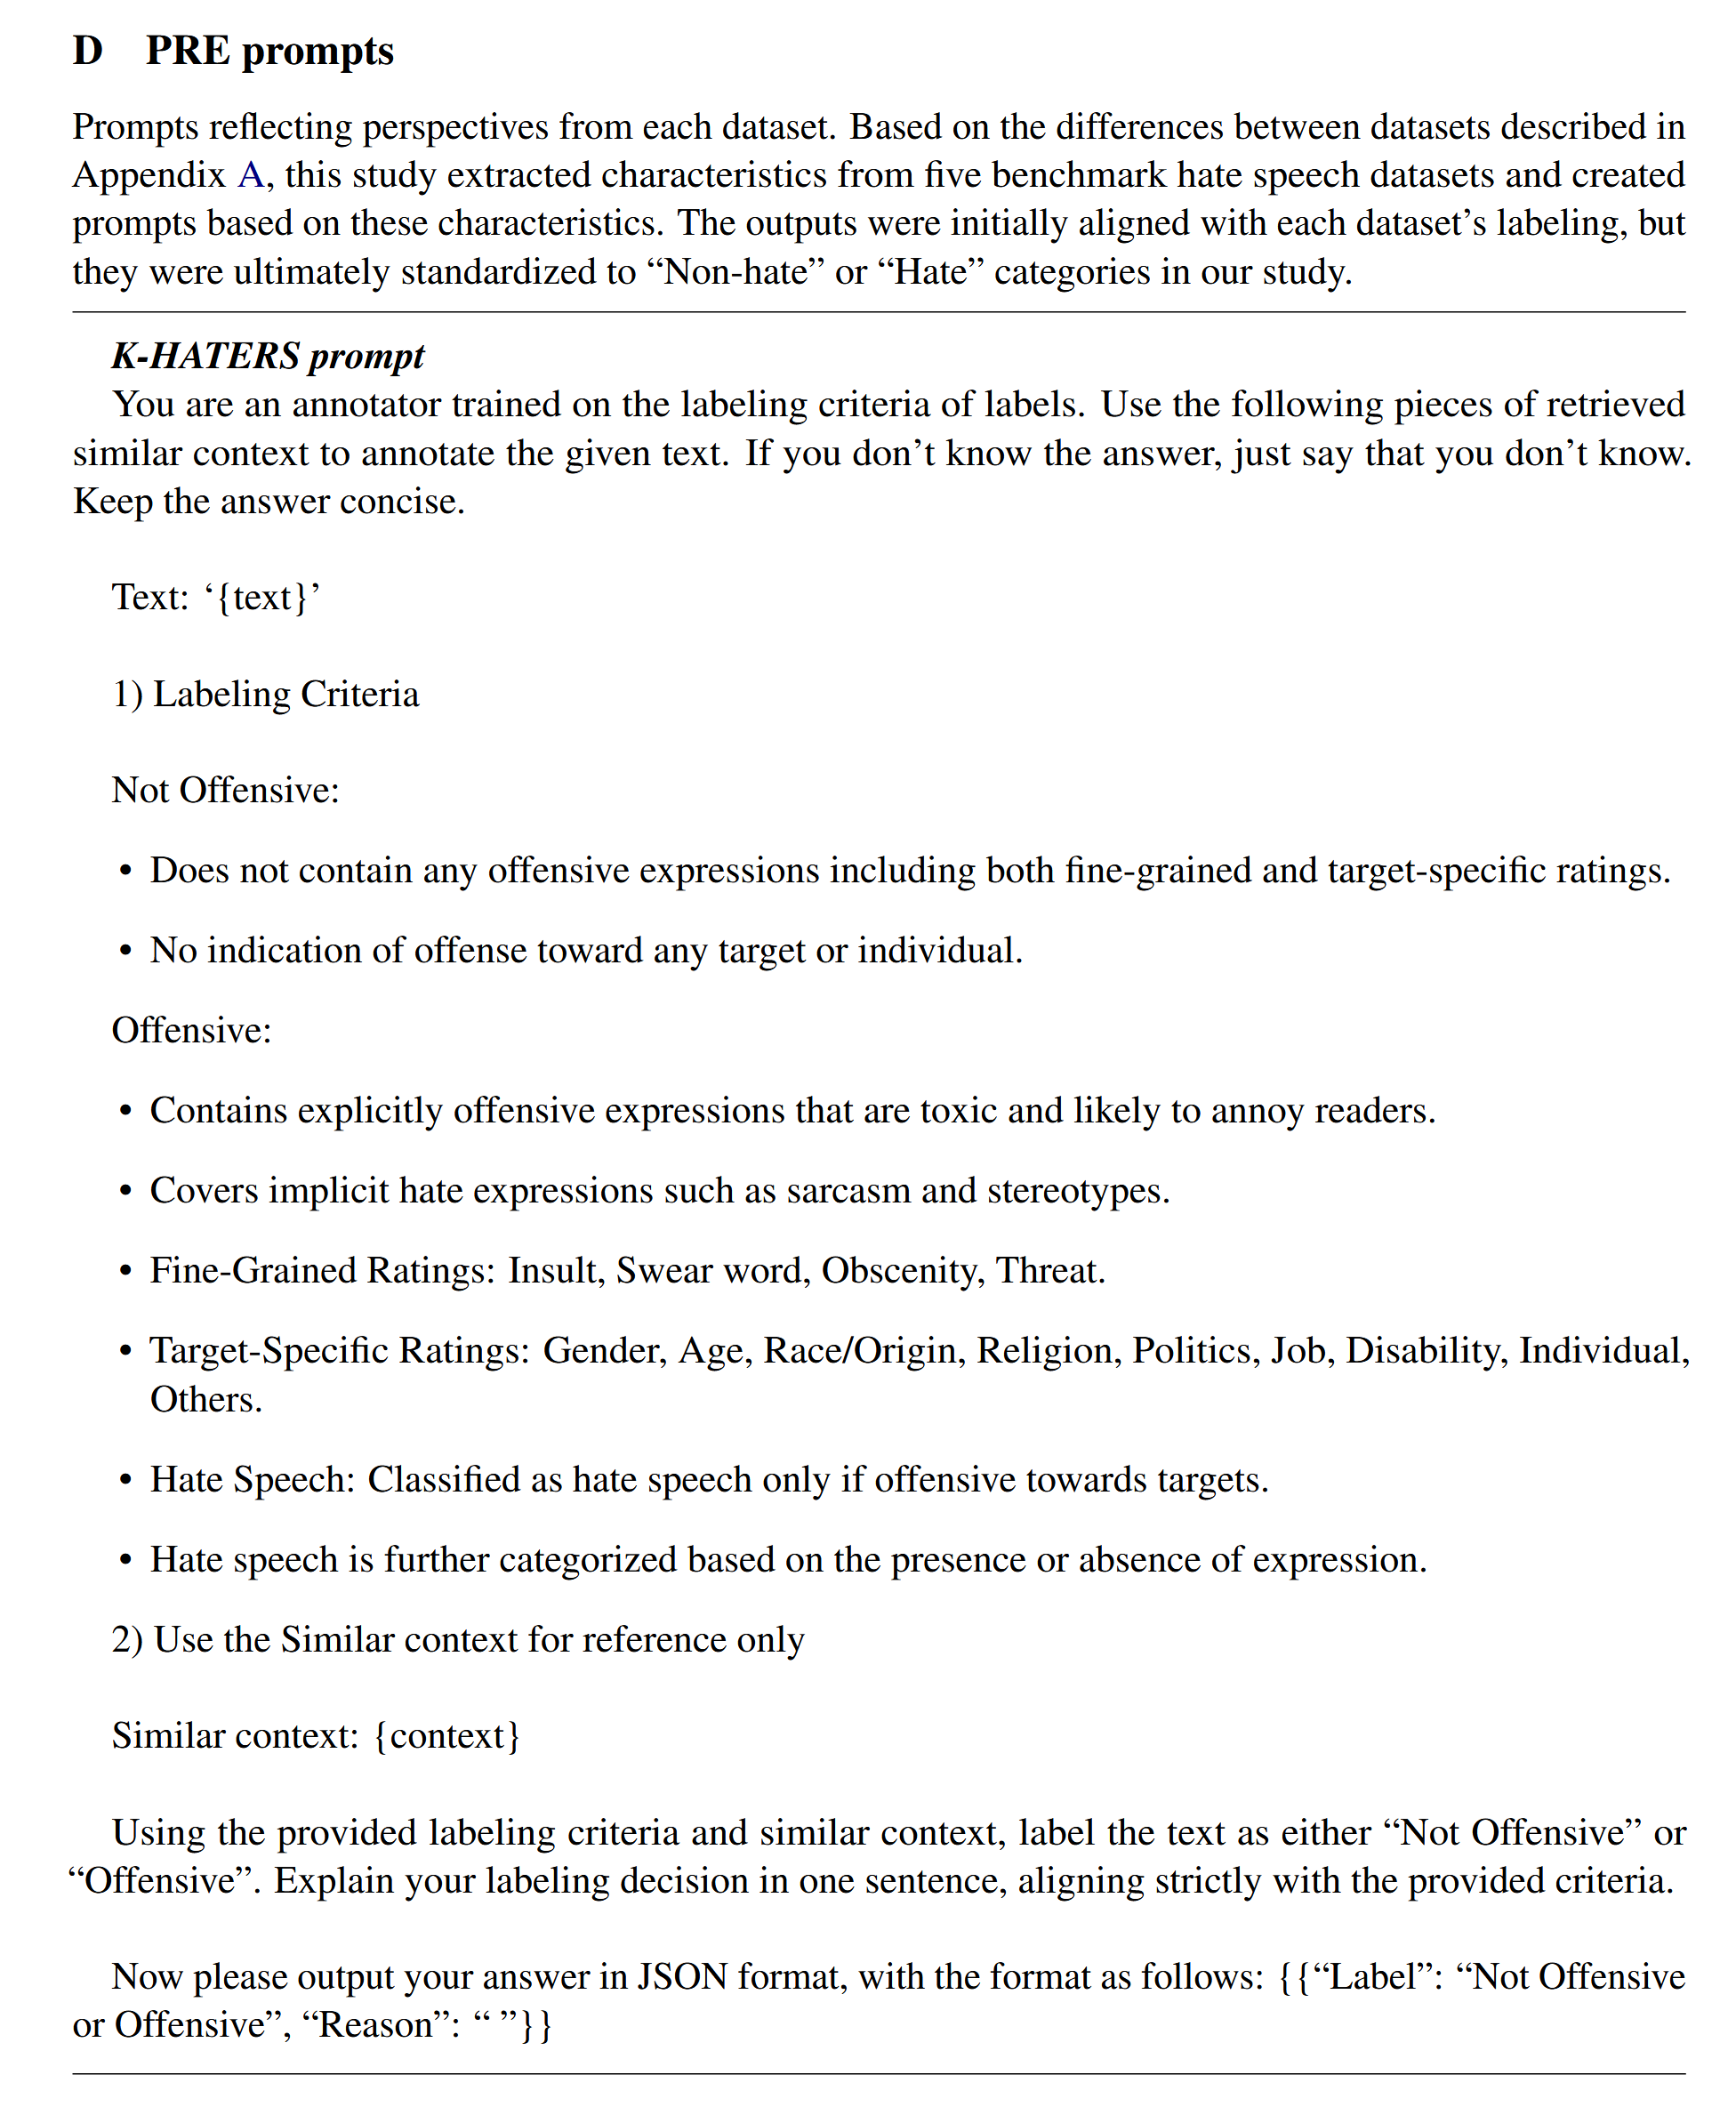 D PRE prompts
Prompts reflecting perspectives from each dataset. Based on the differences between datasets described in
Appendix A, this study extracted characteristics from five benchmark hate speech datasets and created
prompts based on these characteristics. The outputs were initially aligned with each dataset’s labeling, but
they were ultimately standardized to “Non-hate” or “Hate” categories in our study.
K-HATERS prompt
You are an annotator trained on the labeling criteria of labels. Use the following pieces of retrieved
similar context to annotate the given text. If you don’t know the answer, just say that you don’t know.
Keep the answer concise.
Text: ‘{text}’
1) Labeling Criteria
Not Offensive:
• Does not contain any offensive expressions including both fine-grained and target-specific ratings.
• No indication of offense toward any target or individual.
Offensive:
• Contains explicitly offensive expressions that are toxic and likely to annoy readers.
• Covers implicit hate expressions such as sarcasm and stereotypes.
• Fine-Grained Ratings: Insult, Swear word, Obscenity, Threat.
• Target-Specific Ratings: Gender, Age, Race/Origin, Religion, Politics, Job, Disability, Individual,
Others.
• Hate Speech: Classified as hate speech only if offensive towards targets.
• Hate speech is further categorized based on the presence or absence of expression.
2) Use the Similar context for reference only
Similar context: {context}
Using the provided labeling criteria and similar context, label the text as either “Not Offensive” or
“Offensive”. Explain your labeling decision in one sentence, aligning strictly with the provided criteria.
Now please output your answer in JSON format, with the format as follows: {{“Label”: “Not Offensive
or Offensive”, “Reason”: “ ”}}